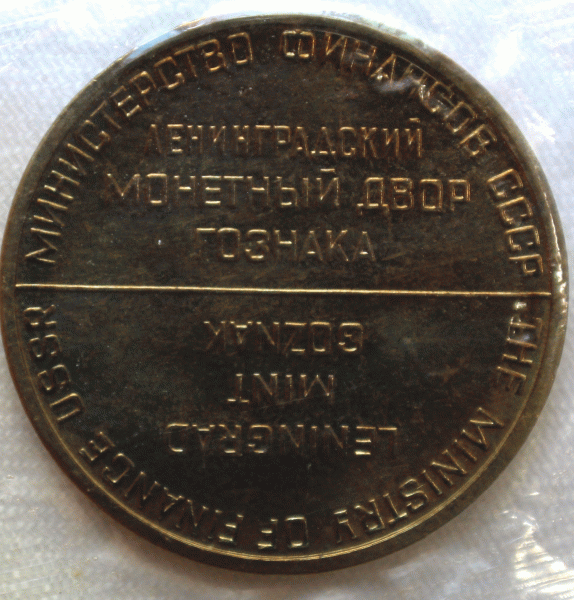 МИНИСТЕРСТВО ФИНАНСОВ СССР
ЛЕНИНГРАДСКИЙ
МОНЕТНЫЙ ДВОР
ГОЗНАКА
THE MINISTRY OF FINANCE USSR
LENINGRAD
MINT
GOZNAK